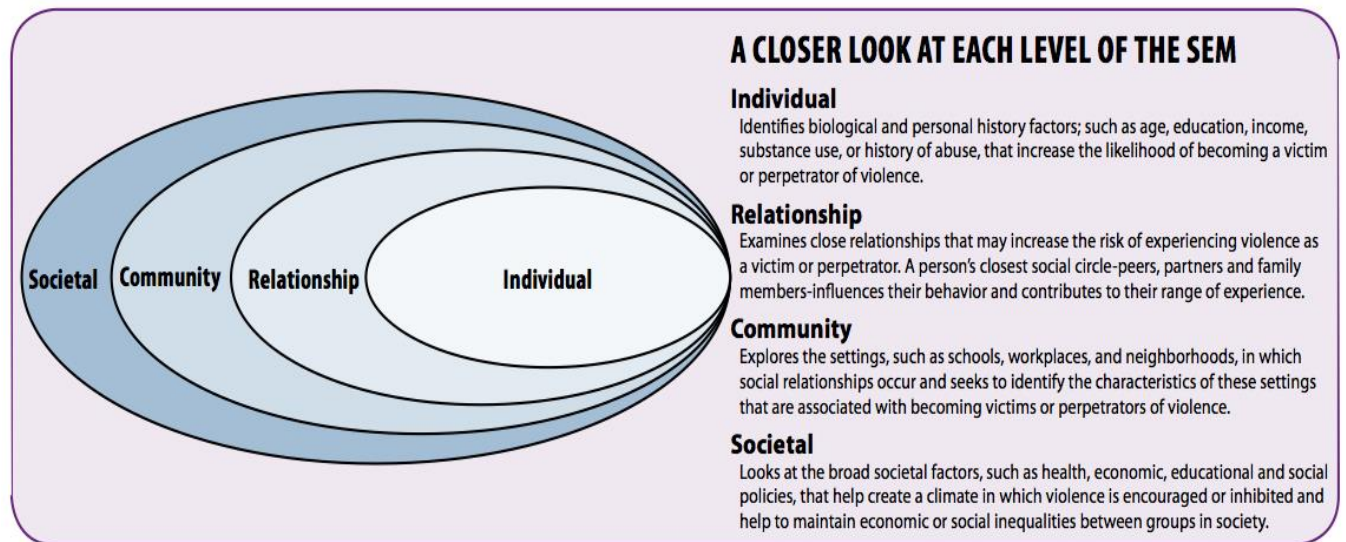 Societal
Community
Relationship
Individual
A CLOSER LOOK AT EACH LEVEL OF THE SEM
Individual
Identifies biological and personal history factors; such as age, education, income,
substance use, or history of abuse, that increase the likelihood of becoming a victim
or perpetrator of violence.
Relationship
Examines close relationships that may increase the risk of experiencing violence as
a victim or perpetrator. A person's closest social circle-peers, partners and family
members-influences their behavior and contributes to their range of experience.
Community
Explores the settings, such as schools, workplaces, and neighborhoods, in which
social relationships occur and seeks to identify the characteristics of these settings
that are associated with becoming victims or perpetrators of violence.
Societal
Looks at the broad societal factors, such as health, economic, educational and social
policies, that help create a climate in which violence is encouraged or inhibited and
help to maintain economic or social inequalities between groups in society.